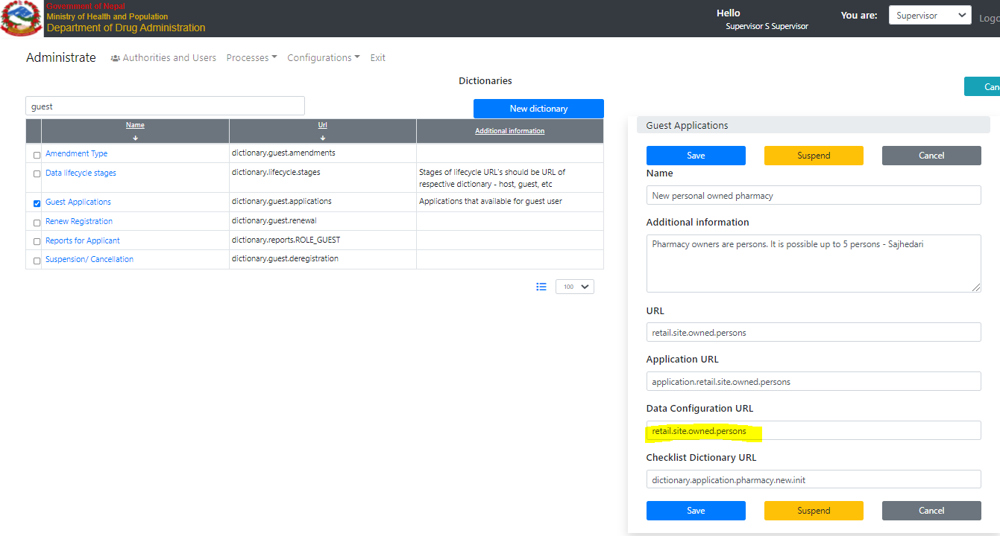 Government of Nepal
Ministry of Health and Population
Department of Drug Administration
Hello
Supervisor S Supervisor
You are:
Supervisor
Logo
Administrate
Authorities and Users
Processes
Configurations
Exit
Dictionaries
Can
guest
New dictionary
Name
Url
Additional information
Amendment Type
dictionary.guest.amendments
Data lifecycle stages
dictionary.lifecycle.stages
Stages of lifecycle URL's should be URL of
respective dictionary - host, guest, etc
Guest Applications
dictionary.guest.applications
Applications that available for guest user
Renew Registration
dictionary.guest.renewal
Reports for Applicant
dictionary.reports.ROLE_GUEST
Suspension/ Cancellation
dictionary.guest.deregistration
100
Guest Applications
Save
Suspend
Cancel
Name
New personal owned pharmacy
Additional information
Pharmacy owners are persons. It is possible up to 5 persons - Sajhedari
URL
retail.site.owned.persons
Application URL
application.retail.site.owned.persons
Data Configuration URL
retail.site.owned.persons
Checklist Dictionary URL
dictionary.application.pharmacy.new.init
Save
Suspend
Cancel